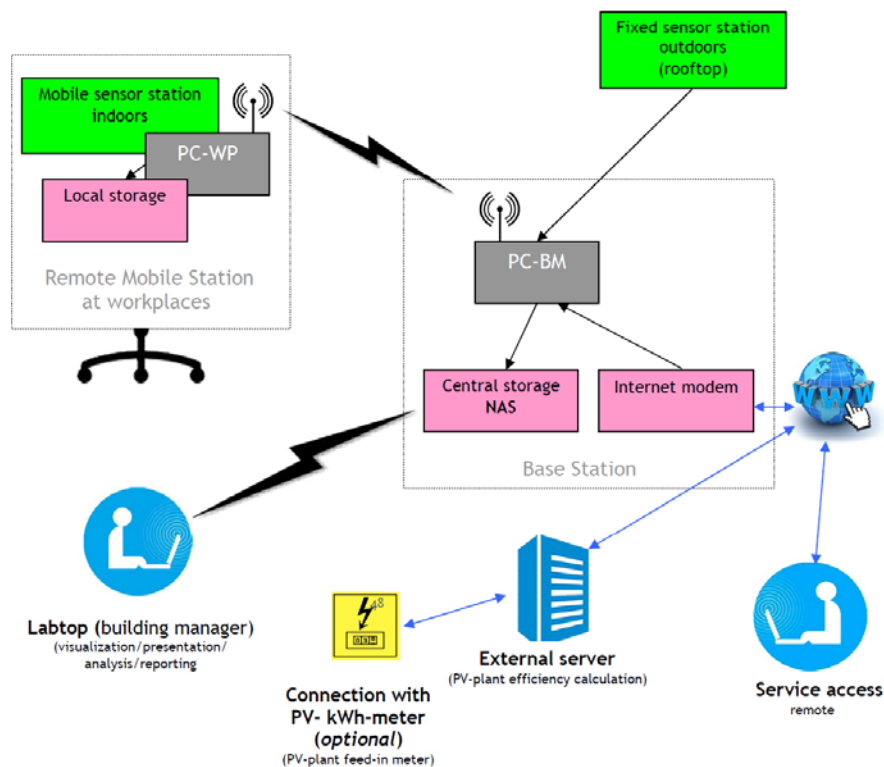 Fixed sensor station
outdoors
(rooftop)
Mobile sensor station
indoors
PC-WP
Local storage
Remote Mobile Station
at workplaces
PC-BM
Central storage
NAS
Internet modem
Base Station
WWW
Labtop (building manager)
(visualization/presentation/
analysis/reporting
48
Connection with
PV- kWh-meter
(optional)
(PV-plant feed-in meter)
External server
(PV-plant efficiency calculation)
Service access
remote